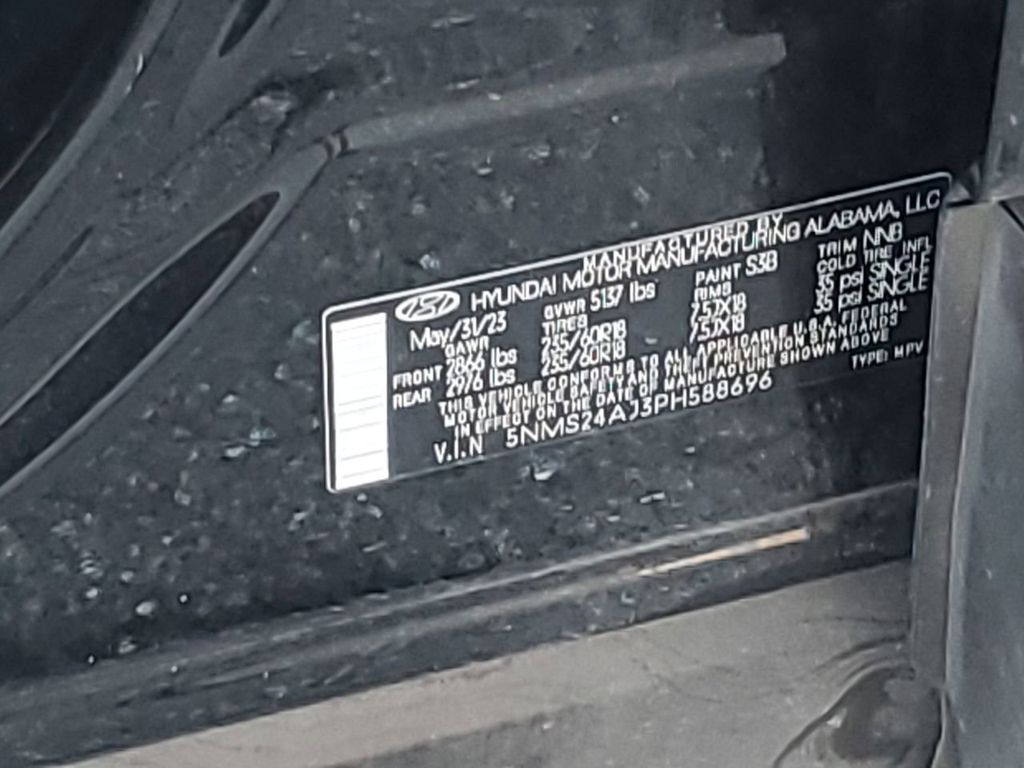 MANUFACTURED BY
HYUNDAI MOTOR MANUFACTURING ALABAMA, LLC
May/31/23 GVWR 5137 lbs PAINT S3B TRIM NNB
GAWR TIRES RIMS COLD TIRE INFL
FRONT 2866 lbs 235/60R18 7.5JX18 35 psi SINGLE
REAR 2976 lbs 235/60R18 7.5JX18 35 psi SINGLE
THIS VEHICLE CONFORMS TO ALL APPLICABLE U.S.A. FEDERAL
MOTOR VEHICLE SAFETY AND THEFT PREVENTION STANDARDS
IN EFFECT ON THE DATE OF MANUFACTURE SHOWN ABOVE
V.I.N 5NMS24AJ3PH588696 TYPE: MPV